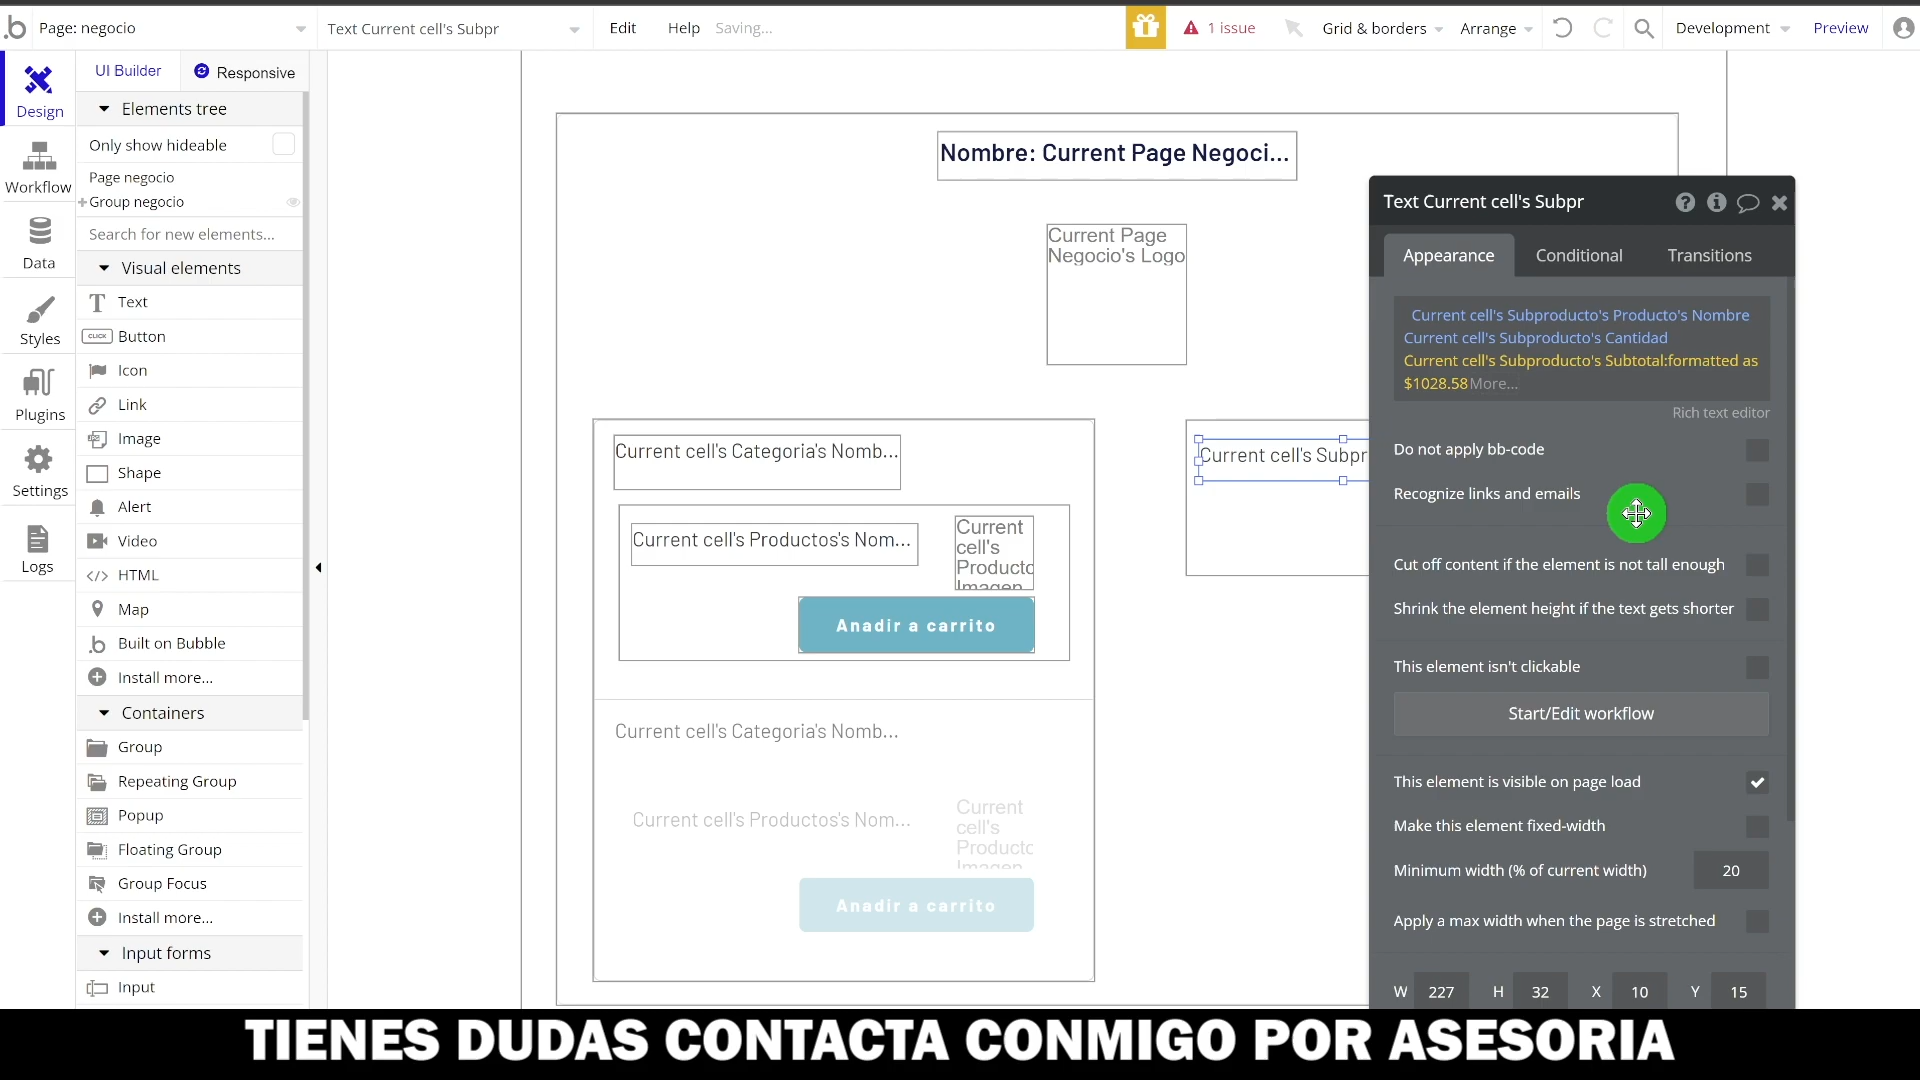 Page: negocio
Text Current cell's Subpr
Edit
Help
Saving...
1 issue
Grid & borders
Arrange
Development
Preview
Design
Workflow
Data
Styles
Plugins
Settings
Logs
UI Builder
Responsive
Elements tree
Only show hideable
Page negocio
Group negocio
Search for new elements...
Visual elements
Text
CLICK Button
Icon
Link
Image
Shape
Alert
Video
HTML
Map
Built on Bubble
Install more...
Containers
Group
Repeating Group
Popup
Floating Group
Group Focus
Install more...
Input forms
Input
Nombre: Current Page Negoci...
Current Page
Negocio's Logo
Current cell's Categoria's Nomb...
Current cell's Productos's Nom...
Current
cell's
Producto
Imagen
Anadir a carrito
Current cell's Categoria's Nomb...
Current cell's Productos's Nom...
Current
cell's
Producto
Imagen
Anadir a carrito
Current cell's Subpr
Text Current cell's Subpr
Appearance
Conditional
Transitions
Current cell's Subproducto's Producto's Nombre
Current cell's Subproducto's Cantidad
Current cell's Subproducto's Subtotal:formatted as
$1028.58More...
Rich text editor
Do not apply bb-code
Recognize links and emails
Cut off content if the element is not tall enough
Shrink the element height if the text gets shorter
This element isn't clickable
Start/Edit workflow
This element is visible on page load
Make this element fixed-width
Minimum width (% of current width) 20
Apply a max width when the page is stretched
W 227 H 32 X 10 Y 15
TIENES DUDAS CONTACTA CONMIGO POR ASESORIA